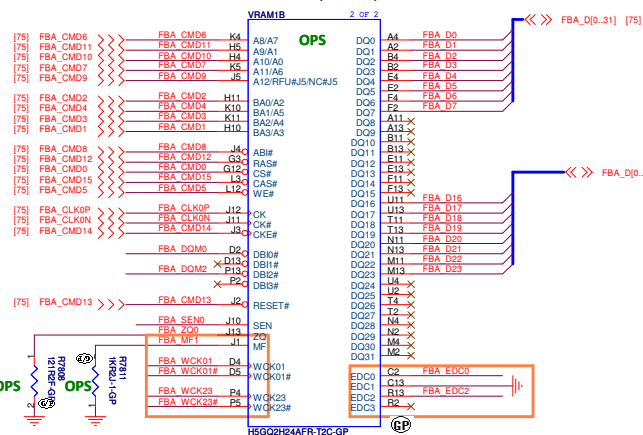 VRAM1B
2 OF 2
OPS
[75] FBA_CMD6 FBA_CMD6 K4 A8/A7 DQ0 A4 FBA_D0 FBA_D[0..31] [75]
[75] FBA_CMD11 FBA_CMD11 H5 A9/A1 DQ1 A2 FBA_D1
[75] FBA_CMD10 FBA_CMD10 H4 A10/A0 DQ2 B4 FBA_D2
[75] FBA_CMD7 FBA_CMD7 K5 A11/A6 DQ3 B2 FBA_D3
[75] FBA_CMD9 FBA_CMD9 J5 A12/RFU#J5/NC#J5 DQ4 E4 FBA_D4
DQ5 E2 FBA_D5
[75] FBA_CMD2 FBA_CMD2 H11 BA0/A2 DQ6 F4 FBA_D6
[75] FBA_CMD4 FBA_CMD4 K10 BA1/A5 DQ7 F2 FBA_D7
[75] FBA_CMD3 FBA_CMD3 K11 BA2/A4 DQ8 A11
[75] FBA_CMD1 FBA_CMD1 H10 BA3/A3 DQ9 A13
DQ10 B11
[75] FBA_CMD8 FBA_CMD8 J4 ABI# DQ11 B13
[75] FBA_CMD12 FBA_CMD12 G3 RAS# DQ12 E11
[75] FBA_CMD0 FBA_CMD0 G12 CS# DQ13 E13 FBA_D[0..
[75] FBA_CMD15 FBA_CMD15 L3 CAS# DQ14 F11
[75] FBA_CMD5 FBA_CMD5 L12 WE# DQ15 F13
DQ16 U11 FBA_D16
[75] FBA_CLK0P FBA_CLK0P J12 CK DQ17 U13 FBA_D17
[75] FBA_CLK0N FBA_CLK0N J11 CK# DQ18 T11 FBA_D18
[75] FBA_CMD14 FBA_CMD14 J3 CKE# DQ19 T13 FBA_D19
DQ20 N11 FBA_D20
FBA_DQM0 D2 DBI0# DQ21 N13 FBA_D21
D13 DBI1# DQ22 M11 FBA_D22
FBA_DQM2 P13 DBI2# DQ23 M13 FBA_D23
P2 DBI3# DQ24 U4
DQ25 U2
[75] FBA_CMD13 FBA_CMD13 J2 RESET# DQ26 T4
DQ27 T2
FBA_SEN0 J10 SEN DQ28 N4
FBA_ZQ0 J13 ZQ DQ29 N2
FBA_MF1 J1 MF DQ30 M4
DQ31 M2
FBA_WCK01 D4 WCK01
FBA_WCK01# D5 WCK01# EDC0 C2 FBA_EDC0
EDC1 C13
FBA_WCK23 P4 WCK23 EDC2 R13 FBA_EDC2
FBA_WCK23# P5 WCK23# EDC3 R2
1
2
R7808
121R2F-GP
OPS
1
2
R7811
1KR2J-1-GP
OPS
H5GQ2H24AFR-T2C-GP
GP